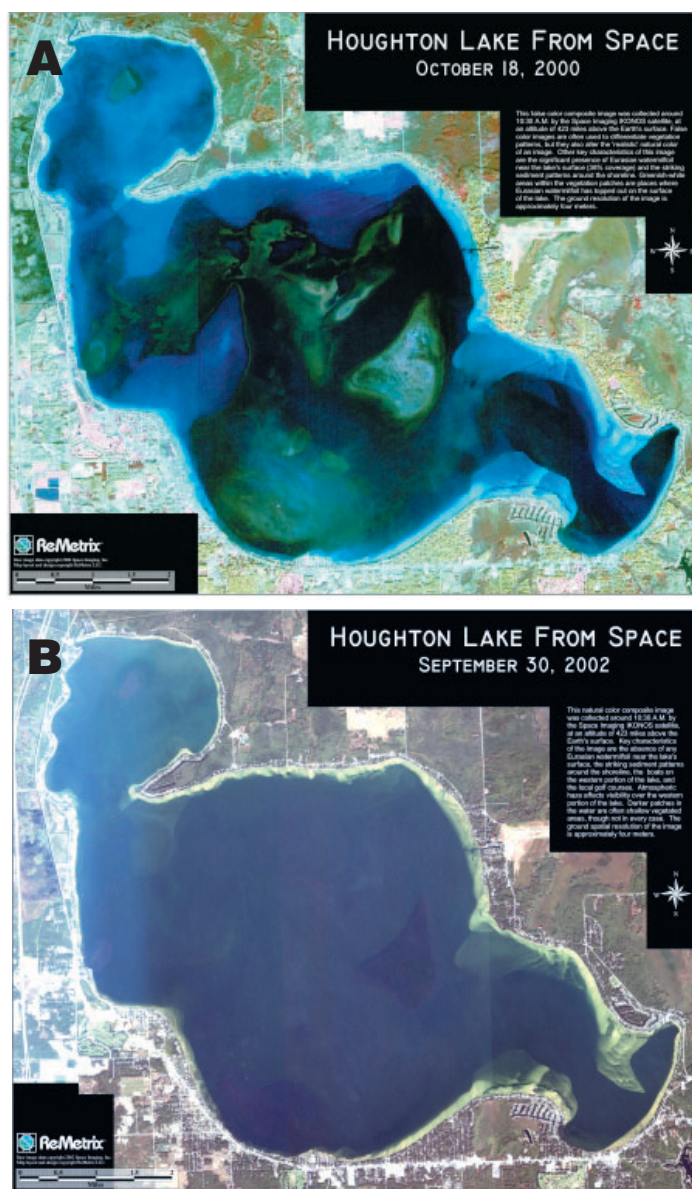 A
HOUGHTON LAKE FROM SPACE
OCTOBER 18, 2000
This false color composite image was collected around
10:30 A.M. by the Space Imaging IKONOS satellite, at
an altitude of 423 miles above the Earth's surface. False
color images are often used to differentiate vegetation
patterns, but they also alter the "realistic" natural color
of an image. Other key characteristics of this image
are the significant presence of Eurasian watermilfoil
near the lake's surface (36% coverage) and the striking
sediment patterns around the shoreline. Greenish-white
areas within the vegetation patches are places where
Eurasian watermilfoil has topped out on the surface
of the lake. The ground resolution of the image is
approximately four meters.
N
S
ReMetrix
Miles
B
HOUGHTON LAKE FROM SPACE
SEPTEMBER 30, 2002
This natural color composite image
was collected around 10:30 A.M. by
the Space Imaging IKONOS satellite,
at an altitude of 423 miles above the
Earth's surface. Key characteristics
of the image are the absence of any
Eurasian watermilfoil near the lake's
surface, the striking sediment patterns
around the shoreline, the boats on
the western portion of the lake, and
the local golf courses. Atmospheric
haze affects visibility over the western
portion of the lake. Darker patches in
the water are often shallow vegetated
areas, though not in every case. The
ground spatial resolution of the image
is approximately four meters.
N
W
ReMetrix
Miles